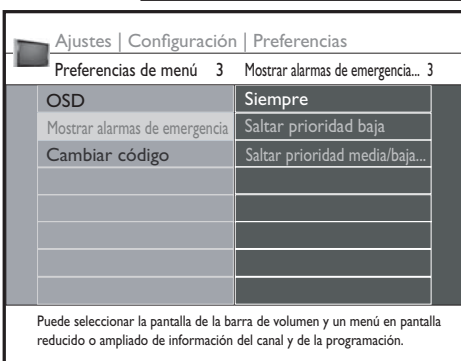 Ajustes | Configuración | Preferencias
Preferencias de menú 3 Mostrar alarmas de emergencia... 3
OSD Siempre
Mostrar alarmas de emergencia Saltar prioridad baja
Cambiar código Saltar prioridad media/baja...
Puede seleccionar la pantalla de la barra de volumen y un menú en pantalla
reducido o ampliado de información del canal y de la programación.